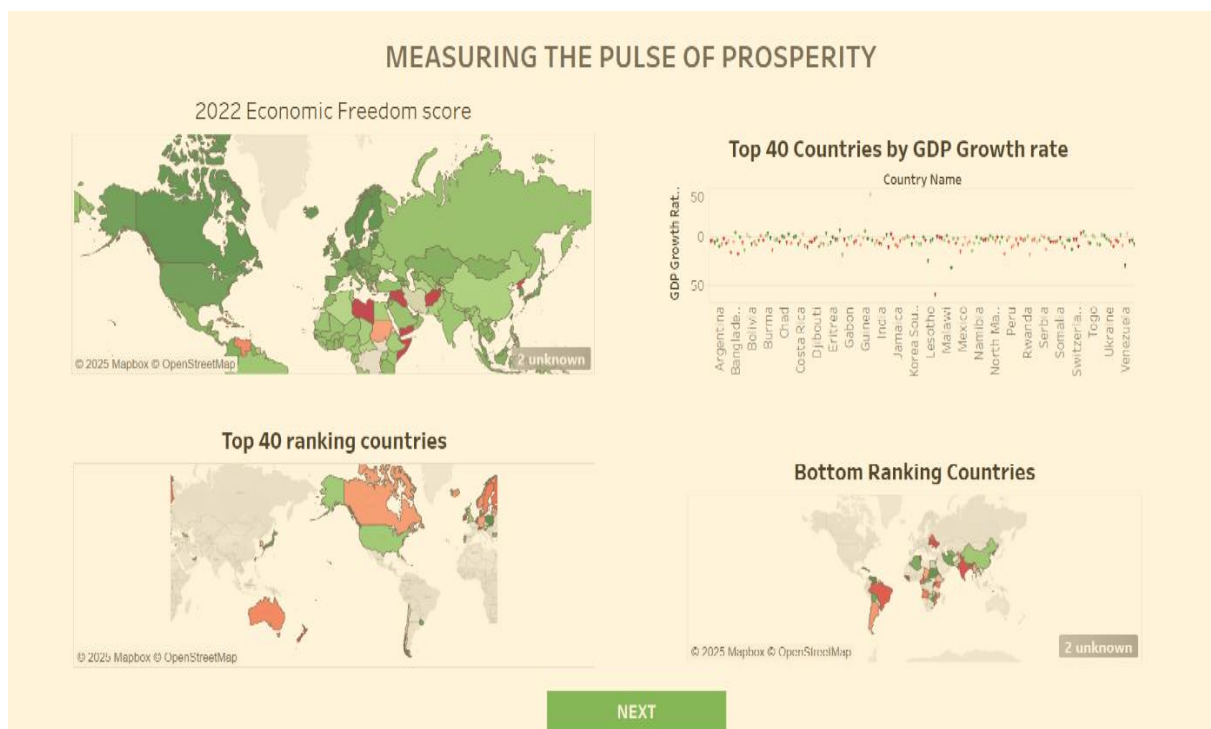 MEASURING THE PULSE OF PROSPERITY
2022 Economic Freedom score
2 unknown
© 2025 Mapbox © OpenStreetMap
Top 40 Countries by GDP Growth rate
Country Name
GDP Growth Rat..
50
0
50
Argentina
Banglade..
Bolivia
Burma
Chad
Costa Rica
Djibouti
Eritrea
Gabon
Guinea
India
Jamaica
Korea Sou..
Lesotho
Malawi
Mexico
Namibia
North Ma..
Peru
Rwanda
Serbia
Somalia
Switzeria..
Togo
Ukraine
Venezuela
Top 40 ranking countries
© 2025 Mapbox © OpenStreetMap
Bottom Ranking Countries
© 2025 Mapbox © OpenStreetMap
2 unknown
NEXT